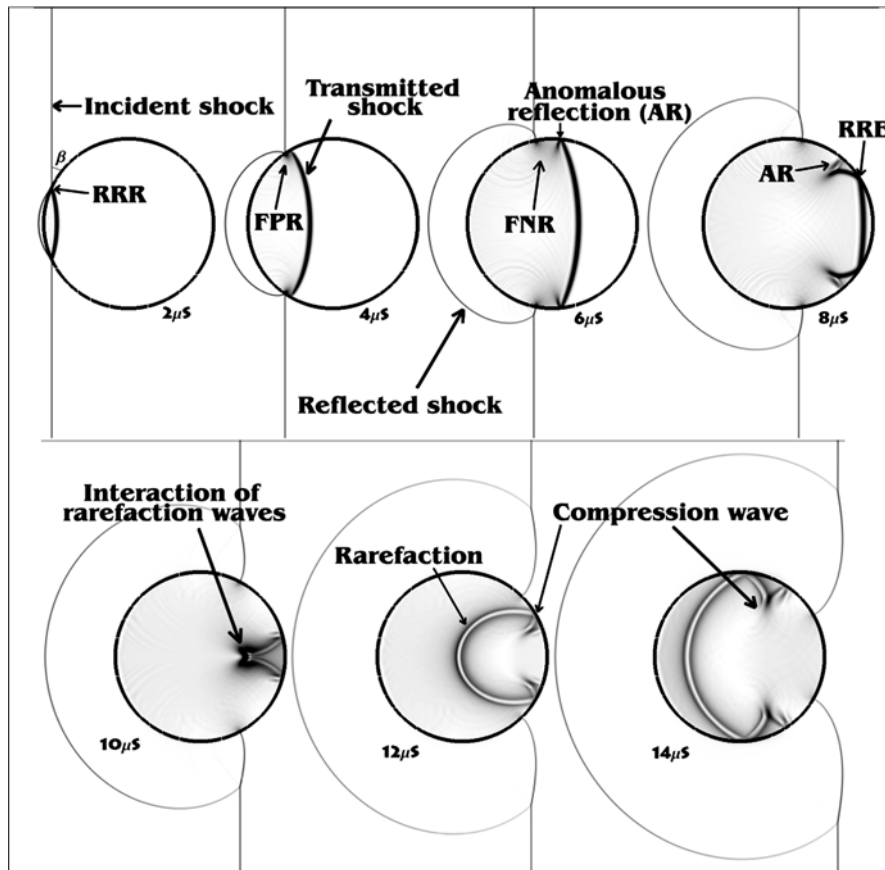 Incident shock
β
RRR
2μS
Transmitted
shock
FPR
4μS
Anomalous
reflection (AR)
FNR
6μS
Reflected shock
RRE
AR
8μS
Interaction of
rarefaction waves
10μS
Rarefaction
12μS
Compression wave
14μS